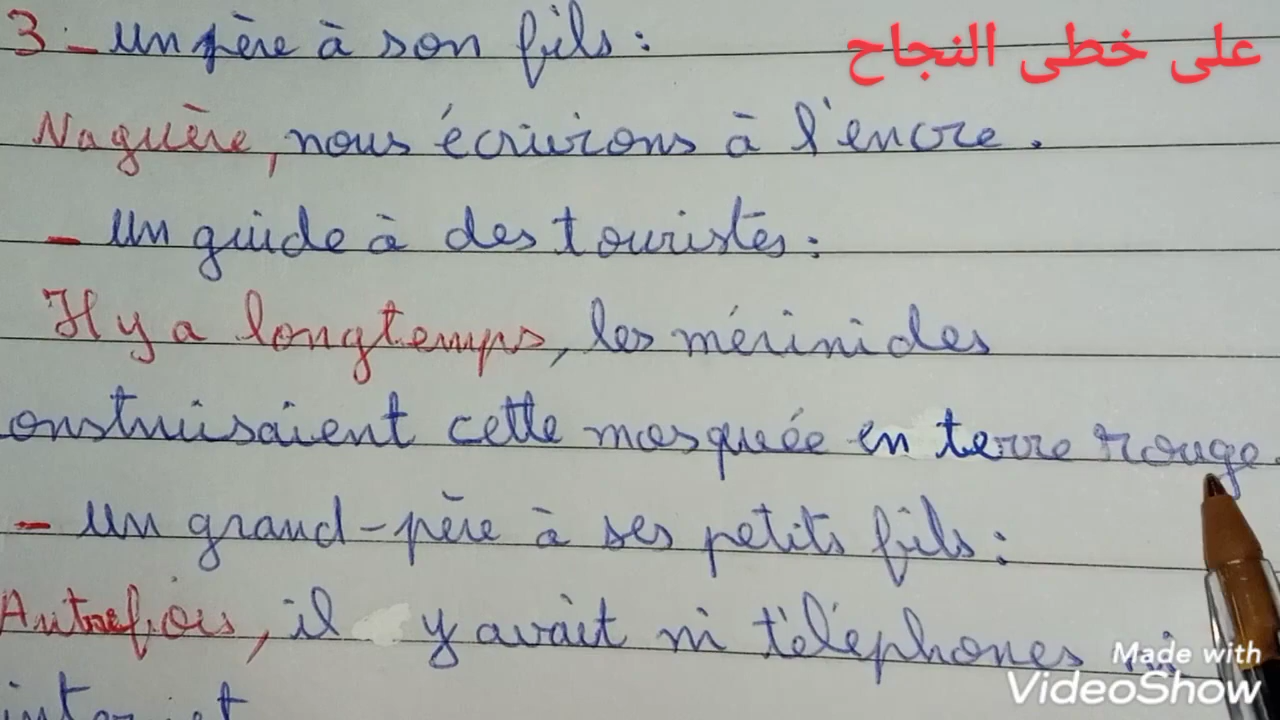 3 - un père à son fils :
على خطى النجاح
Naguère, nous écrivions à l'encre.
- un guide à des touristes :
Il y a longtemps, les mérinides
onstruisaient cette mosquée en terre rouge.
- un grand-père à ses petits fils :
Autrefois, il y avait ni téléphones ni
internet
Made with
VideoShow